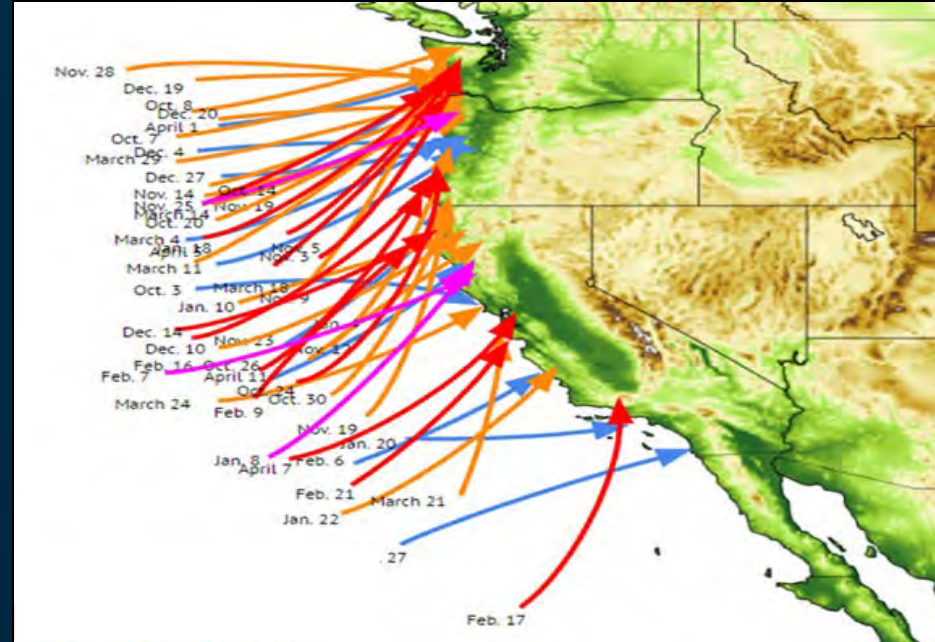 Nov. 28
Dec. 19
Oct. 8
Dec. 20
April 1
Oct. 7
Dec. 4
March 29
Dec. 27
Oct. 14
Nov. 14
Nov. 25
Nov. 19
March 14
Oct. 20
March 4
Jan. 18
Nov. 5
April 5
Nov. 3
March 11
Oct. 3
March 18
Nov. 9
Jan. 10
Dec. 14
Nov. 23
Dec. 10
Feb. 16
Oct. 26
Feb. 7
April 11
Oct. 24
Oct. 30
March 24
Feb. 9
Nov. 19
Jan. 20
Jan. 8
April 7
Feb. 6
Feb. 21
March 21
Jan. 22
. 27
Feb. 17